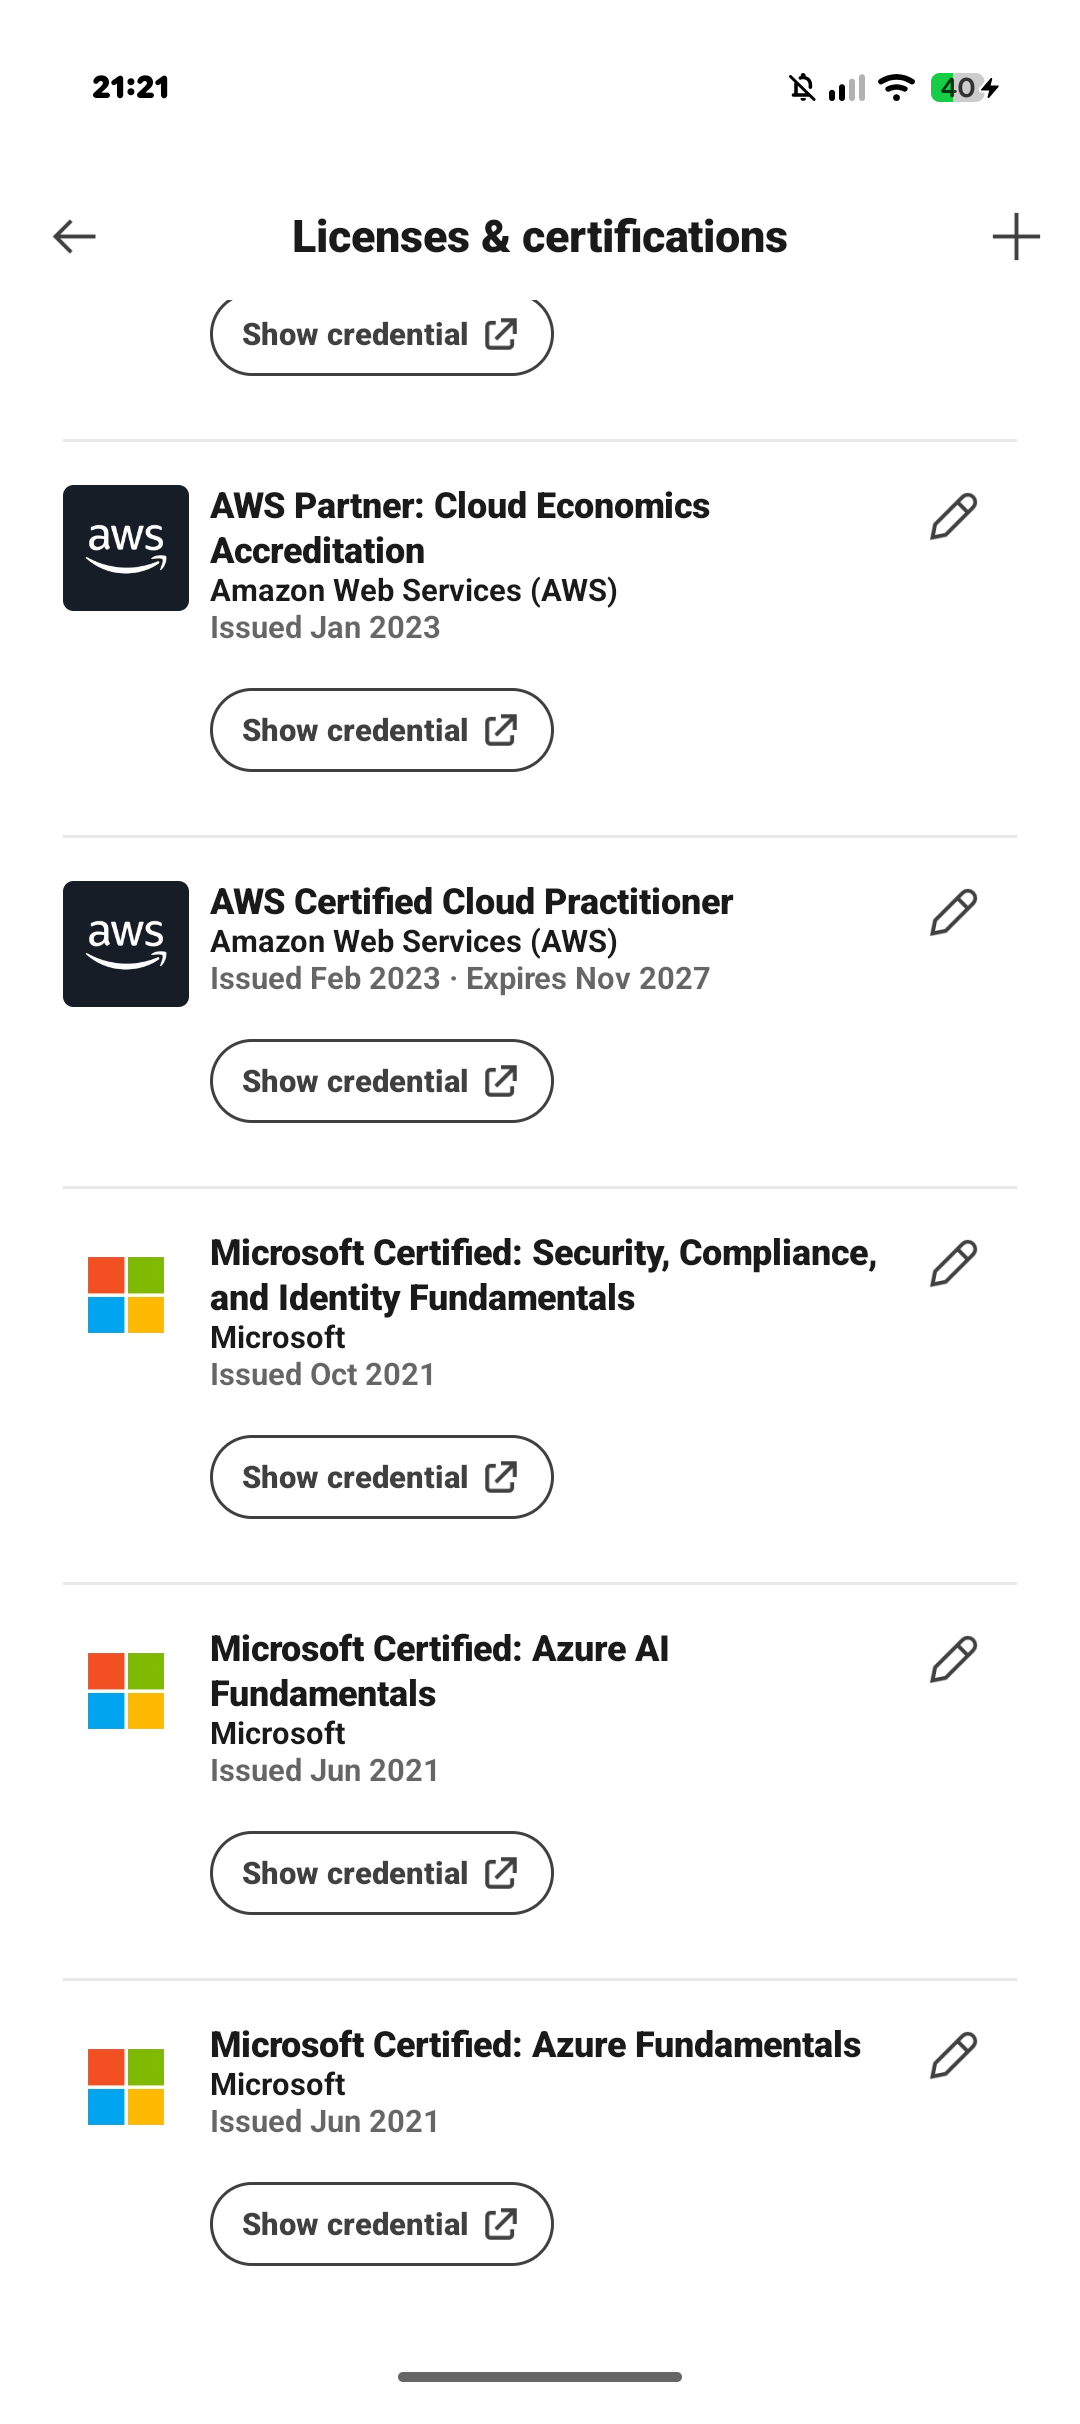 21:21
40
Licenses & certifications
Show credential
aws
AWS Partner: Cloud Economics
Accreditation
Amazon Web Services (AWS)
Issued Jan 2023
Show credential
aws
AWS Certified Cloud Practitioner
Amazon Web Services (AWS)
Issued Feb 2023 · Expires Nov 2027
Show credential
Microsoft Certified: Security, Compliance,
and Identity Fundamentals
Microsoft
Issued Oct 2021
Show credential
Microsoft Certified: Azure AI
Fundamentals
Microsoft
Issued Jun 2021
Show credential
Microsoft Certified: Azure Fundamentals
Microsoft
Issued Jun 2021
Show credential